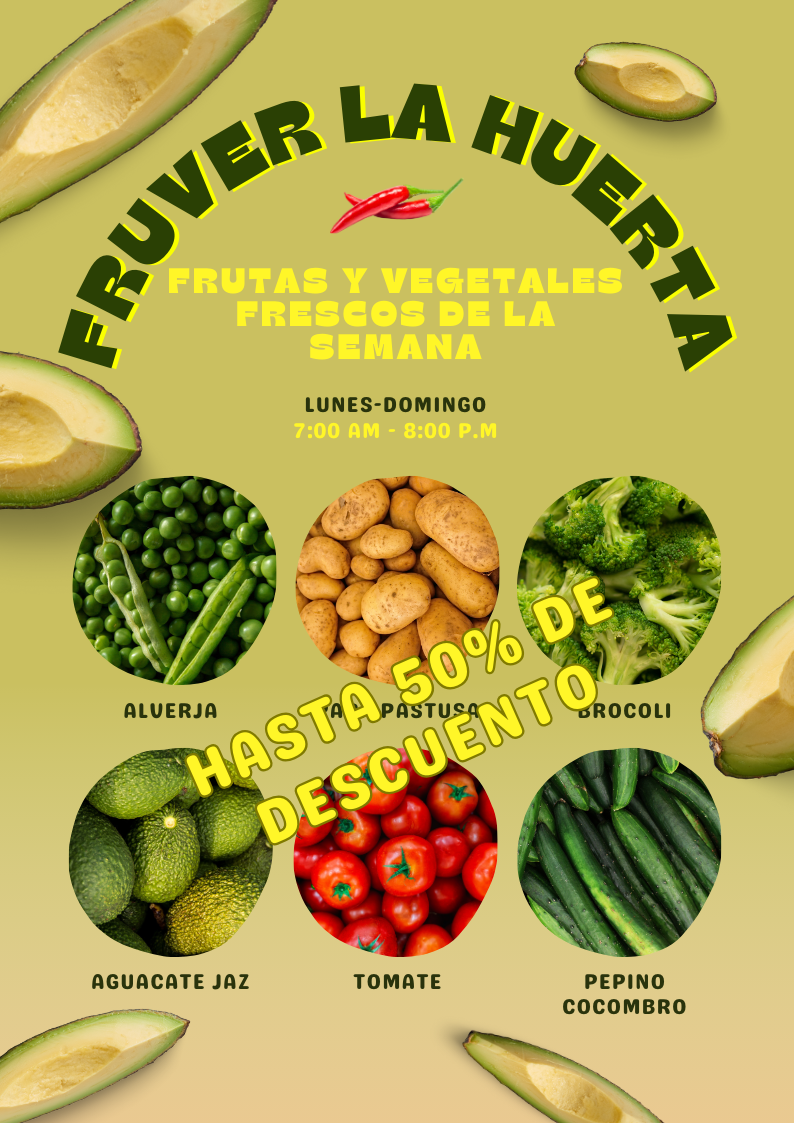 FRUVER LA HUERTA
FRUTAS Y VEGETALES
FRESCOS DE LA
SEMANA
LUNES-DOMINGO
7:00 AM - 8:00 P.M
HASTA 50% DE
DESCUENTO
ALVERJA
PASTUSA
BROCOLI
AGUACATE JAZ
TOMATE
PEPINO
COCOMBRO